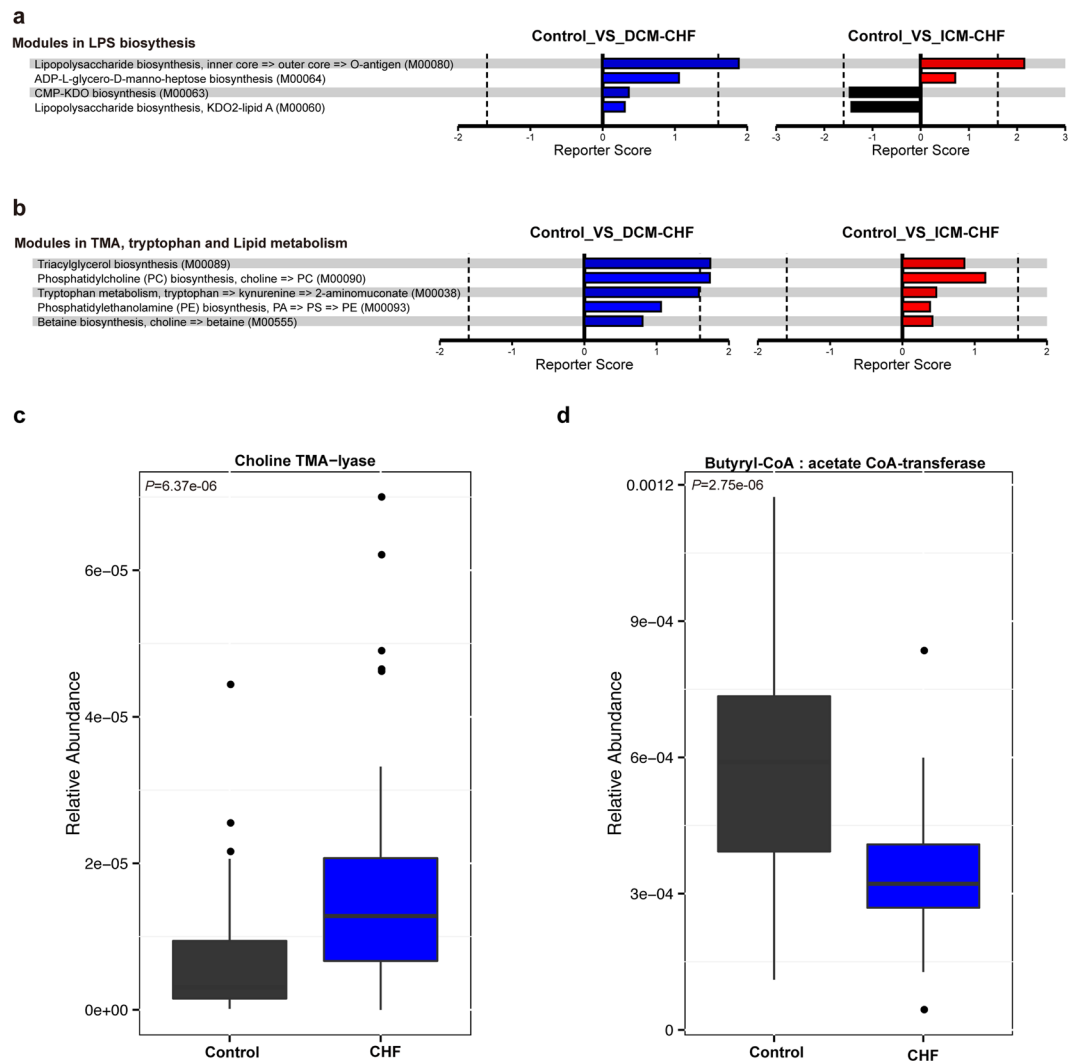 a
Modules in LPS biosythesis
Control_VS_DCM-CHF
Control_VS_ICM-CHF
Lipopolysaccharide biosynthesis, inner core => outer core => O-antigen (M00080)
ADP-L-glycero-D-manno-heptose biosynthesis (M00064)
CMP-KDO biosynthesis (M00063)
Lipopolysaccharide biosynthesis, KDO2-lipid A (M00060)
-2 -1 0 1 2
-3 -2 -1 0 1 2 3
Reporter Score
Reporter Score
b
Modules in TMA, tryptophan and Lipid metabolism
Control_VS_DCM-CHF
Control_VS_ICM-CHF
Triacylglycerol biosynthesis (M00089)
Phosphatidylcholine (PC) biosynthesis, choline => PC (M00090)
Tryptophan metabolism, tryptophan => kynurenine => 2-aminomuconate (M00038)
Phosphatidylethanolamine (PE) biosynthesis, PA => PS => PE (M00093)
Betaine biosynthesis, choline => betaine (M00555)
-2 -1 0 1 2
-2 -1 0 1 2
Reporter Score
Reporter Score
c
Choline TMA−lyase
P=6.37e-06
6e−05
4e−05
2e−05
0e+00
Relative Abundance
Control
CHF
d
Butyryl-CoA : acetate CoA-transferase
P=2.75e-06
0.0012
9e−04
6e−04
3e−04
0
Relative Abundance
Control
CHF